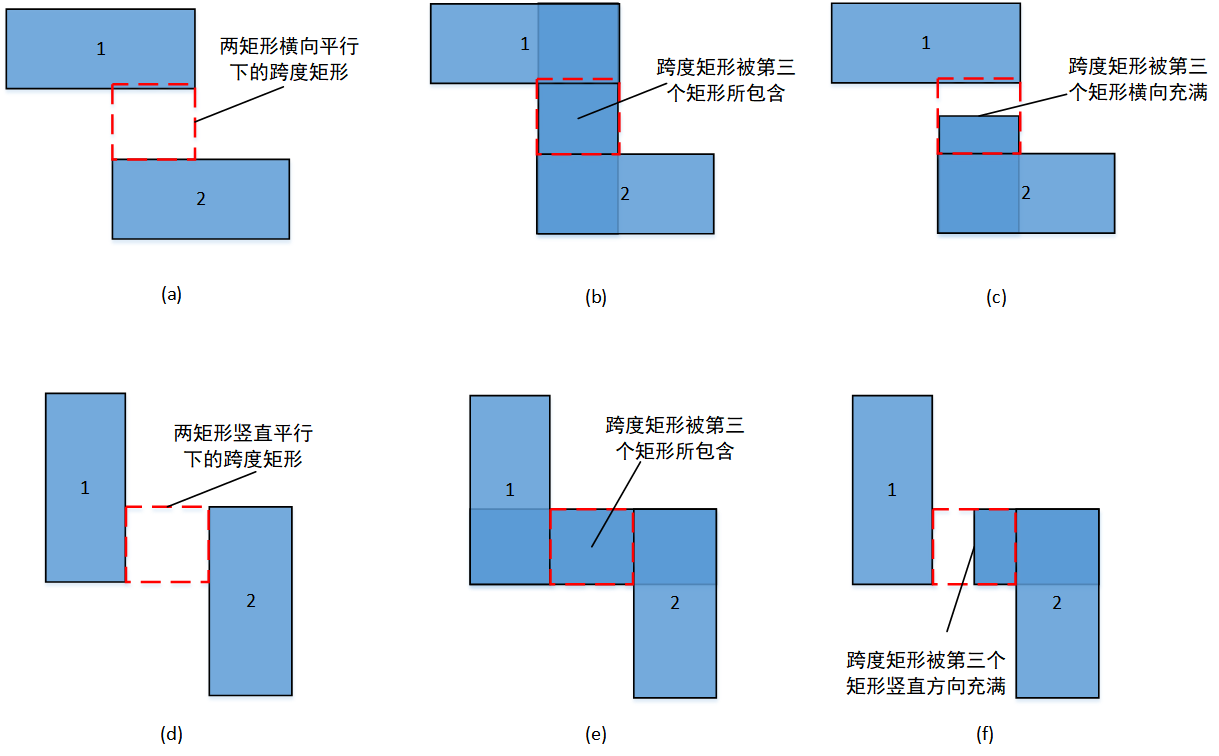 1
两矩形横向平行
下的跨度矩形
2
(a)
1
跨度矩形被第三
个矩形所包含
2
(b)
1
跨度矩形被第三
个矩形横向充满
2
(c)
1
两矩形竖直平行
下的跨度矩形
2
(d)
1
跨度矩形被第三
个矩形所包含
2
(e)
1
2
跨度矩形被第三个
矩形竖直方向充满
(f)